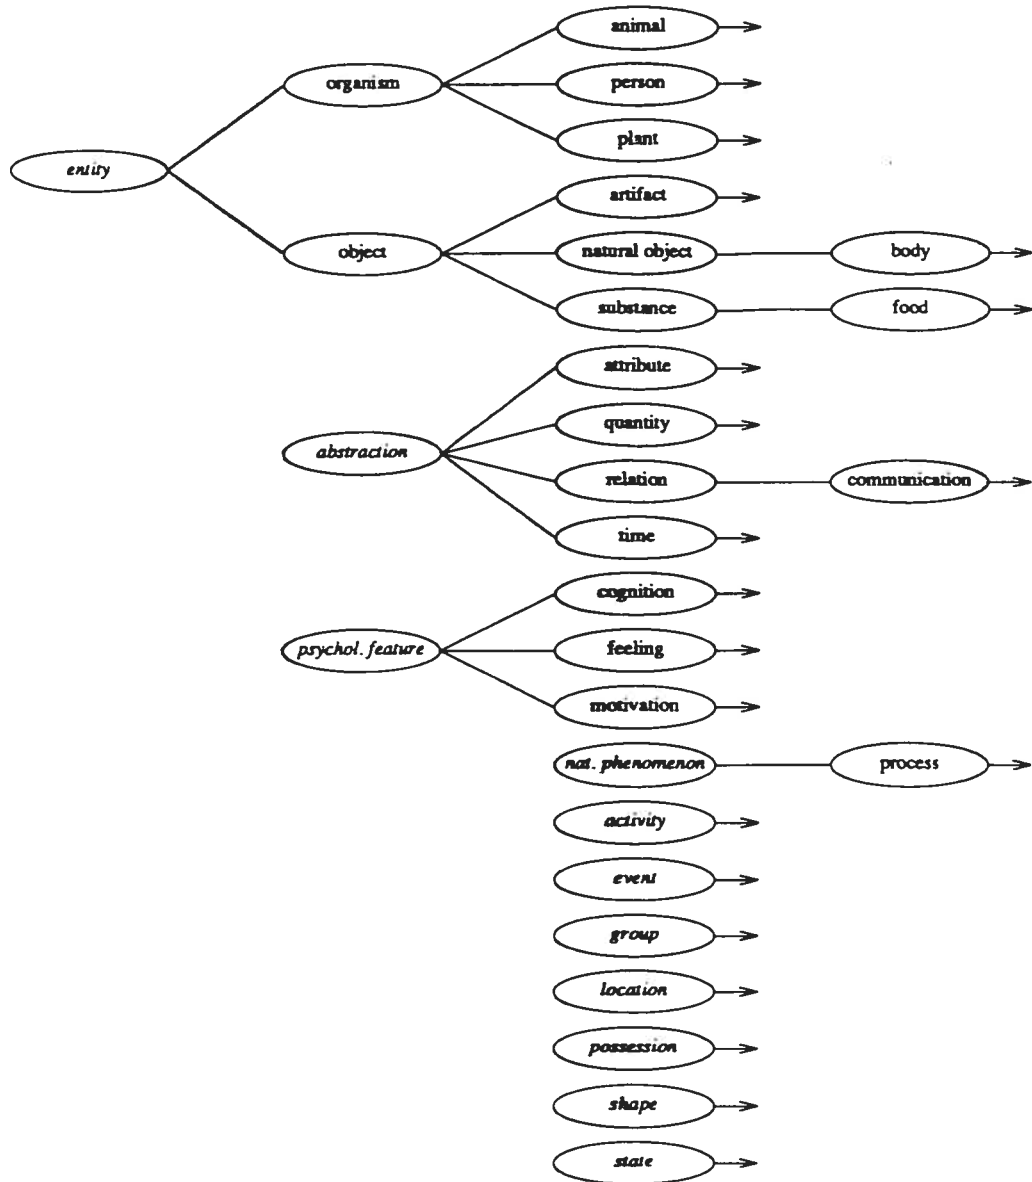 animal
organism
person
plant
entity
artifact
object
natural object
body
substance
food
attribute
quantity
abstraction
relation
communication
time
cognition
psychol. feature
feeling
motivation
nat. phenomenon
process
activity
event
group
location
possession
shape
state